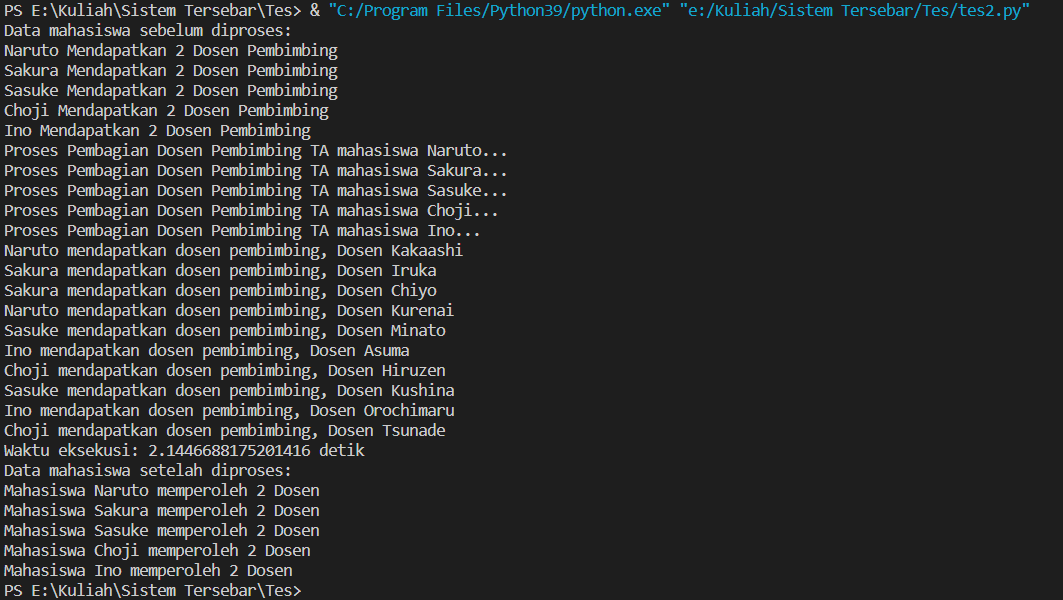 PS E:\Kuliah\Sistem Tersebar\Tes> & "C:/Program Files/Python39/python.exe" "e:/Kuliah/Sistem Tersebar/Tes/tes2.py"
Data mahasiswa sebelum diproses:
Naruto Mendapatkan 2 Dosen Pembimbing
Sakura Mendapatkan 2 Dosen Pembimbing
Sasuke Mendapatkan 2 Dosen Pembimbing
Choji Mendapatkan 2 Dosen Pembimbing
Ino Mendapatkan 2 Dosen Pembimbing
Proses Pembagian Dosen Pembimbing TA mahasiswa Naruto...
Proses Pembagian Dosen Pembimbing TA mahasiswa Sakura...
Proses Pembagian Dosen Pembimbing TA mahasiswa Sasuke...
Proses Pembagian Dosen Pembimbing TA mahasiswa Choji...
Proses Pembagian Dosen Pembimbing TA mahasiswa Ino...
Naruto mendapatkan dosen pembimbing, Dosen Kakaashi
Sakura mendapatkan dosen pembimbing, Dosen Iruka
Sakura mendapatkan dosen pembimbing, Dosen Chiyo
Naruto mendapatkan dosen pembimbing, Dosen Kurenai
Sasuke mendapatkan dosen pembimbing, Dosen Minato
Ino mendapatkan dosen pembimbing, Dosen Asuma
Choji mendapatkan dosen pembimbing, Dosen Hiruzen
Sasuke mendapatkan dosen pembimbing, Dosen Kushina
Ino mendapatkan dosen pembimbing, Dosen Orochimaru
Choji mendapatkan dosen pembimbing, Dosen Tsunade
Waktu eksekusi: 2.1446688175201416 detik
Data mahasiswa setelah diproses:
Mahasiswa Naruto memperoleh 2 Dosen
Mahasiswa Sakura memperoleh 2 Dosen
Mahasiswa Sasuke memperoleh 2 Dosen
Mahasiswa Choji memperoleh 2 Dosen
Mahasiswa Ino memperoleh 2 Dosen
PS E:\Kuliah\Sistem Tersebar\Tes>